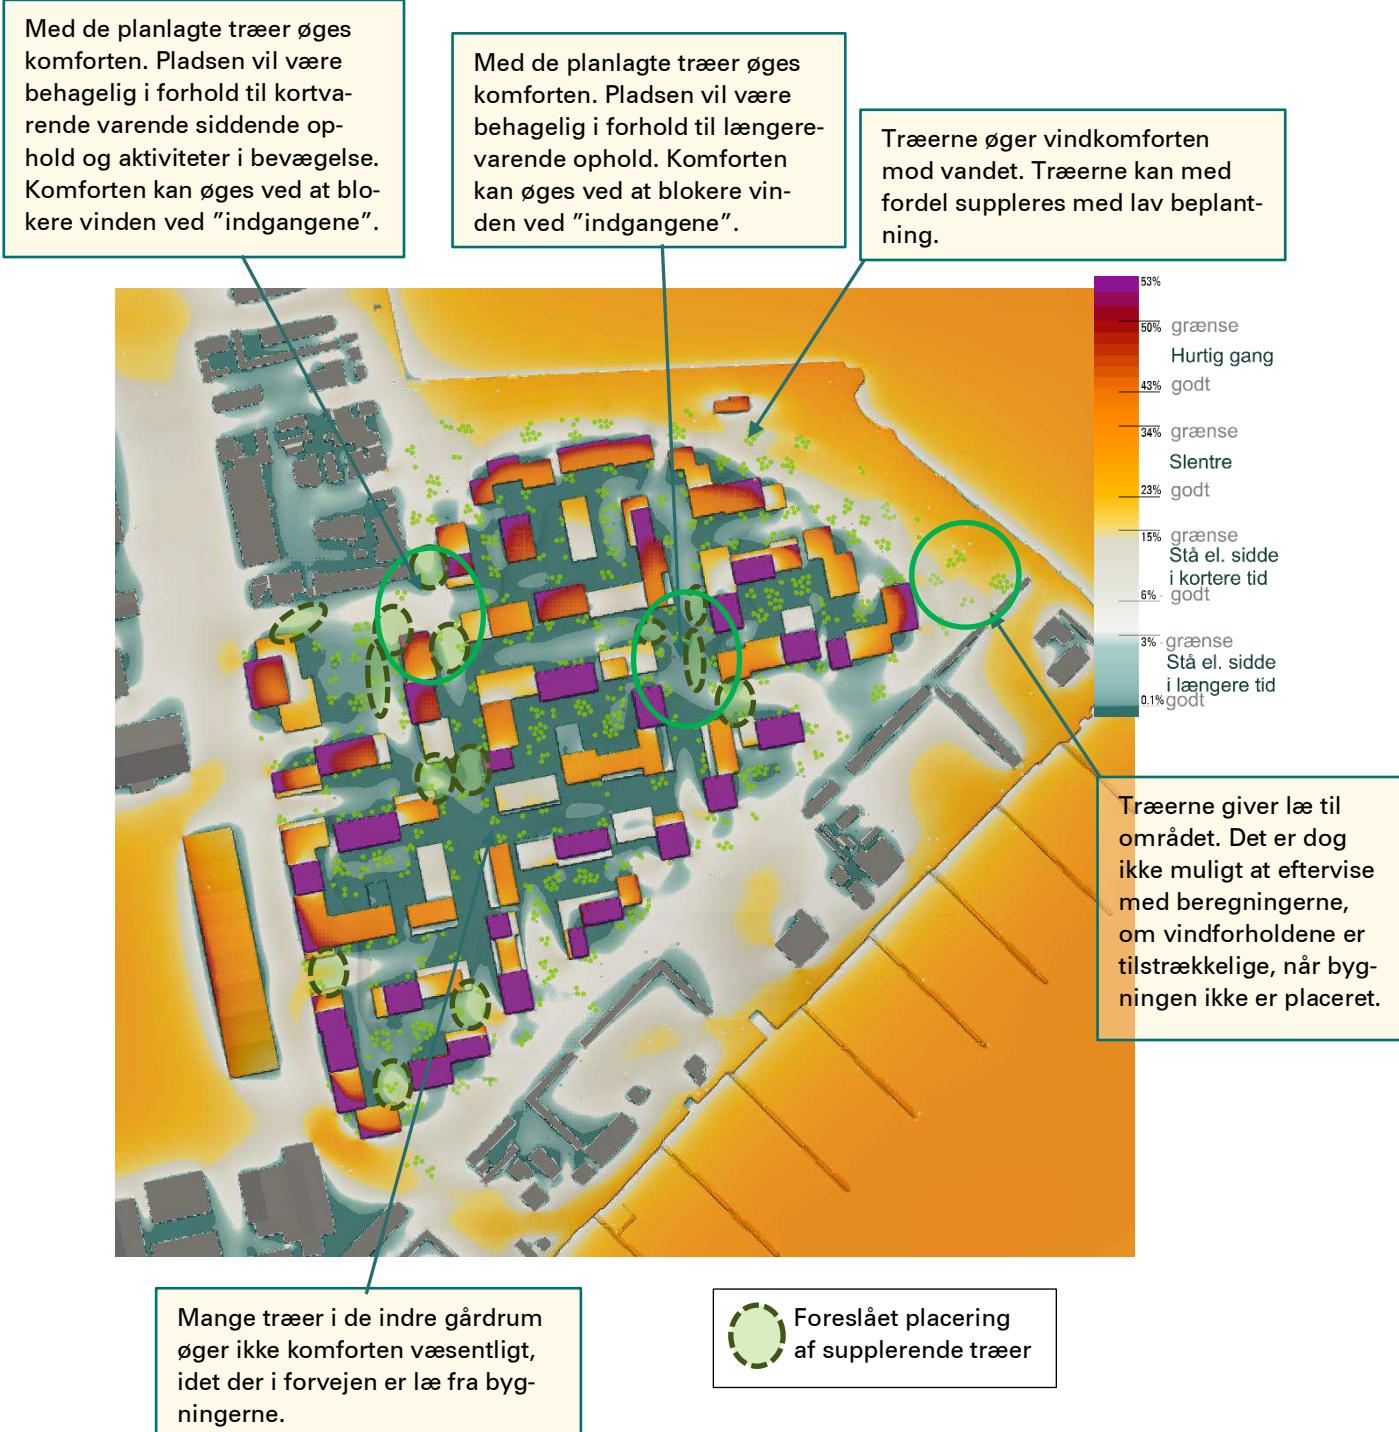 Med de planlagte træer øges
komforten. Pladsen vil være
behagelig i forhold til kortva-
rende varende siddende op-
hold og aktiviteter i bevægelse.
Komforten kan øges ved at blo-
kere vinden ved ”indgangene”.
Med de planlagte træer øges
komforten. Pladsen vil være
behagelig i forhold til længere-
varende ophold. Komforten
kan øges ved at blokere vin-
den ved ”indgangene”.
Træerne øger vindkomforten
mod vandet. Træerne kan med
fordel suppleres med lav beplant-
ning.
53%
50% grænse
Hurtig gang
43% godt
34% grænse
Slentre
23% godt
15% grænse
Stå el. sidde
i kortere tid
6% godt
3% grænse
Stå el. sidde
i længere tid
0.1% godt
Træerne giver læ til
området. Det er dog
ikke muligt at eftervise
med beregningerne,
om vindforholdene er
tilstrækkelige, når byg-
ningen ikke er placeret.
Mange træer i de indre gårdrum
øger ikke komforten væsentligt,
idet der i forvejen er læ fra byg-
ningerne.
Foreslået placering
af supplerende træer